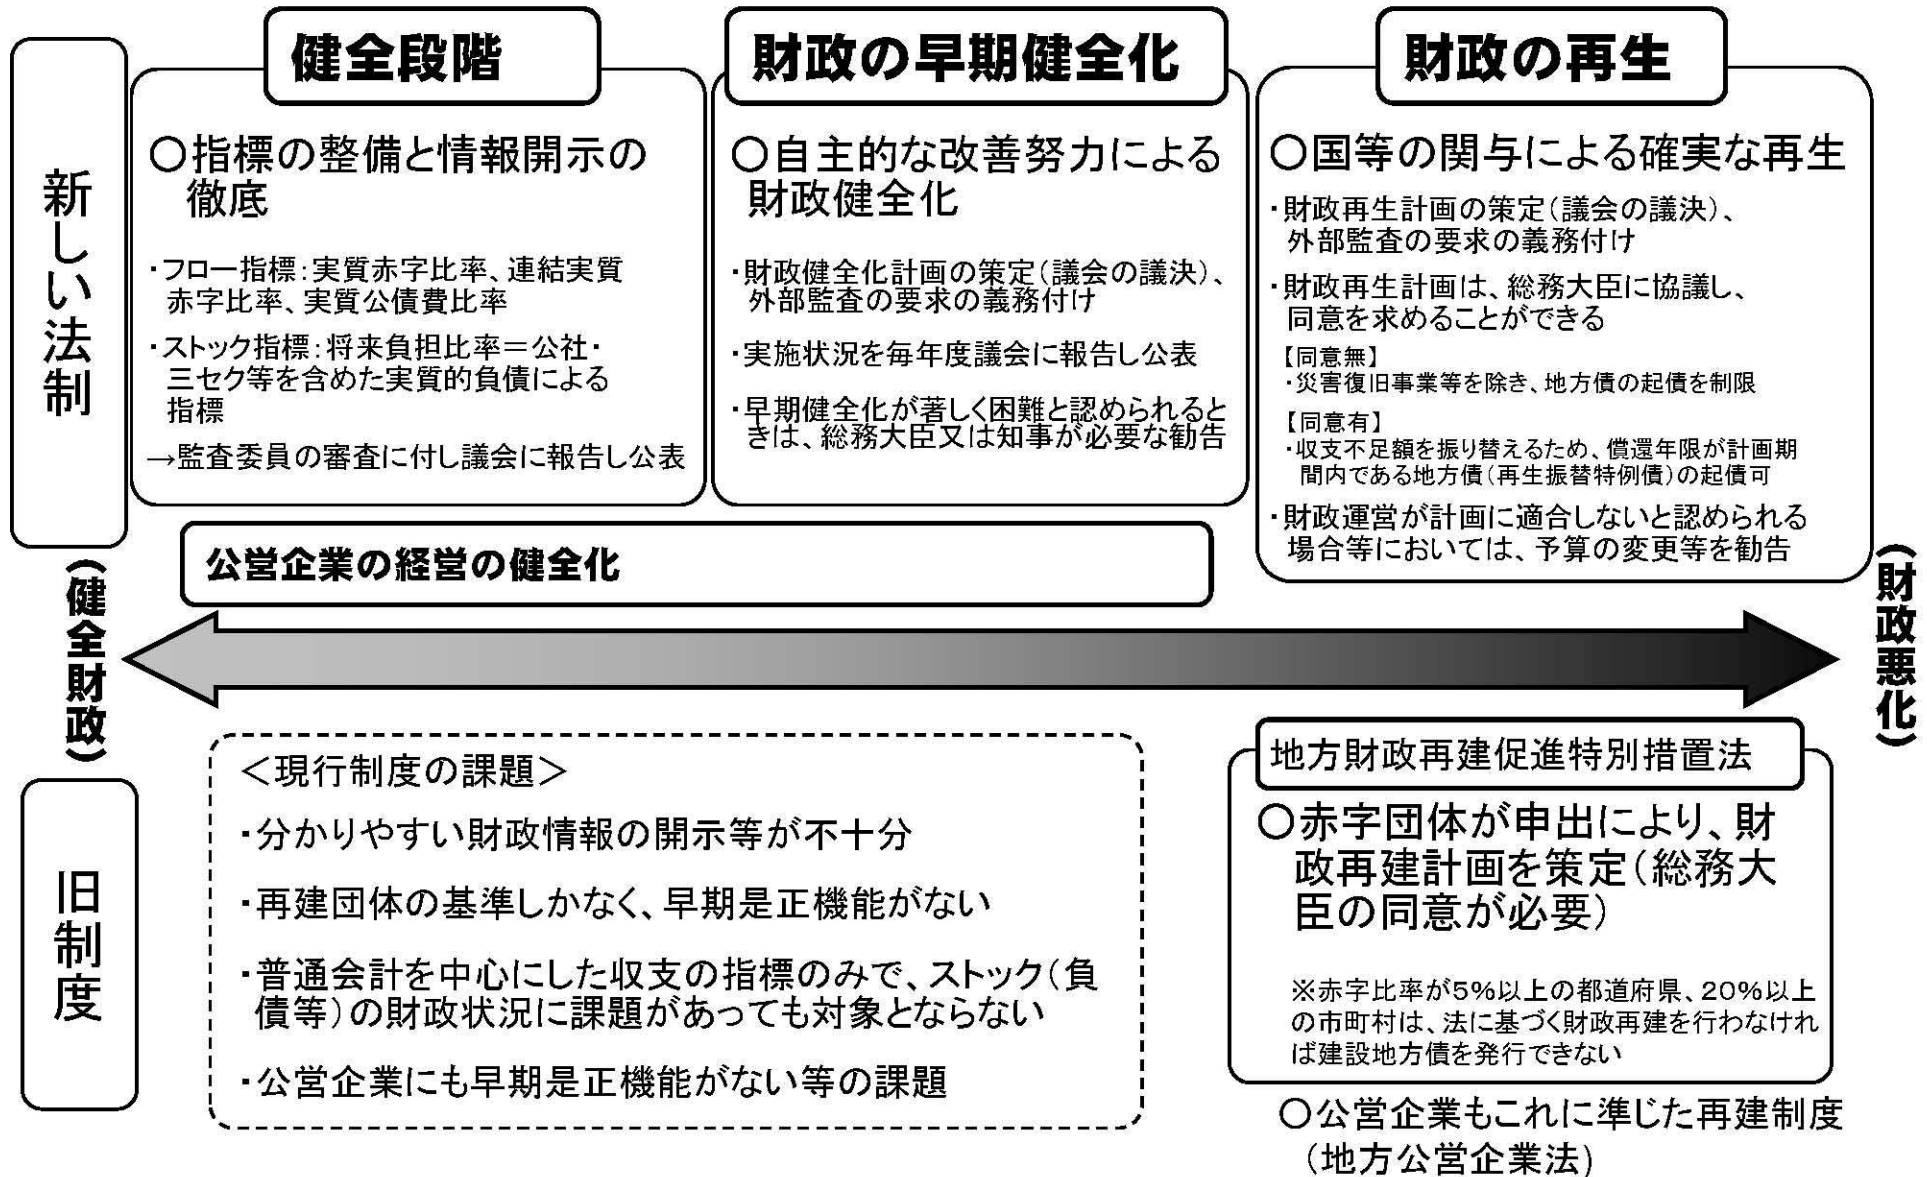 新しい法制
健全段階
○指標の整備と情報開示の
徹底
・フロー指標：実質赤字比率、連結実質
赤字比率、実質公債費比率
・ストック指標：将来負担比率＝公社・
三セク等を含めた実質的負債による
指標
→監査委員の審査に付し議会に報告し公表
財政の早期健全化
○自主的な改善努力による
財政健全化
・財政健全化計画の策定（議会の議決）、
外部監査の要求の義務付け
・実施状況を毎年度議会に報告し公表
・早期健全化が著しく困難と認められると
きは、総務大臣又は知事が必要な勧告
財政の再生
○国等の関与による確実な再生
・財政再生計画の策定（議会の議決）、
外部監査の要求の義務付け
・財政再生計画は、総務大臣に協議し、
同意を求めることができる
【同意無】
・災害復旧事業等を除き、地方債の起債を制限
【同意有】
・収支不足額を振り替えるため、償還年限が計画期
間内である地方債（再生振替特例債）の起債可
・財政運営が計画に適合しないと認められる
場合等においては、予算の変更等を勧告
公営企業の経営の健全化
（健全財政）
（財政悪化）
旧制度
＜現行制度の課題＞
・分かりやすい財政情報の開示等が不十分
・再建団体の基準しかなく、早期是正機能がない
・普通会計を中心にした収支の指標のみで、ストック（負
債等）の財政状況に課題があっても対象とならない
・公営企業にも早期是正機能がない等の課題
地方財政再建促進特別措置法
○赤字団体が申出により、財
政再建計画を策定（総務大
臣の同意が必要）
※赤字比率が5％以上の都道府県、20％以上
の市町村は、法に基づく財政再建を行わなけれ
ば建設地方債を発行できない
○公営企業もこれに準じた再建制度
（地方公営企業法）